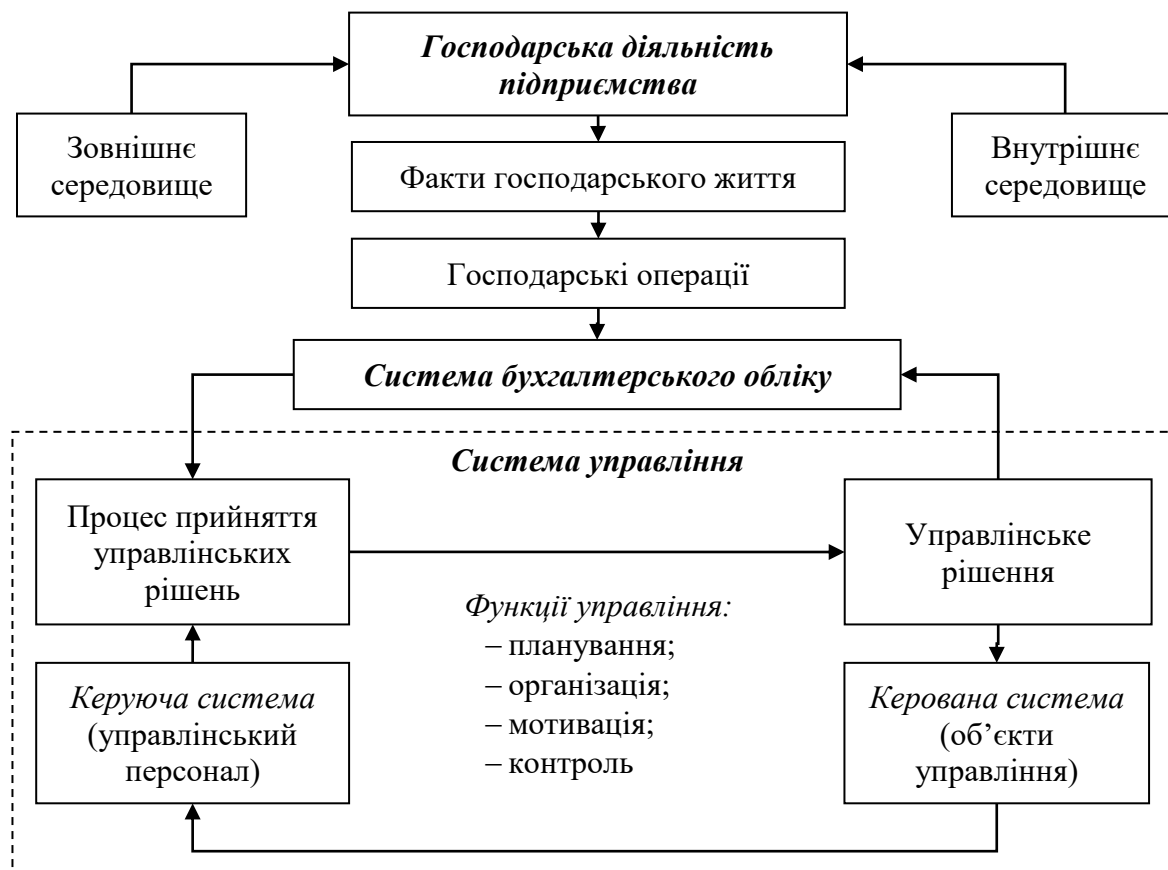 Господарська діяльність
підприємства
Зовнішнє
середовище
Внутрішнє
середовище
Факти господарського життя
Господарські операції
Система бухгалтерського обліку
Система управління
Процес прийняття
управлінських
рішень
Управлінське
рішення
Функції управління:
– планування;
– організація;
– мотивація;
– контроль
Керуюча система
(управлінський
персонал)
Керована система
(об’єкти
управління)